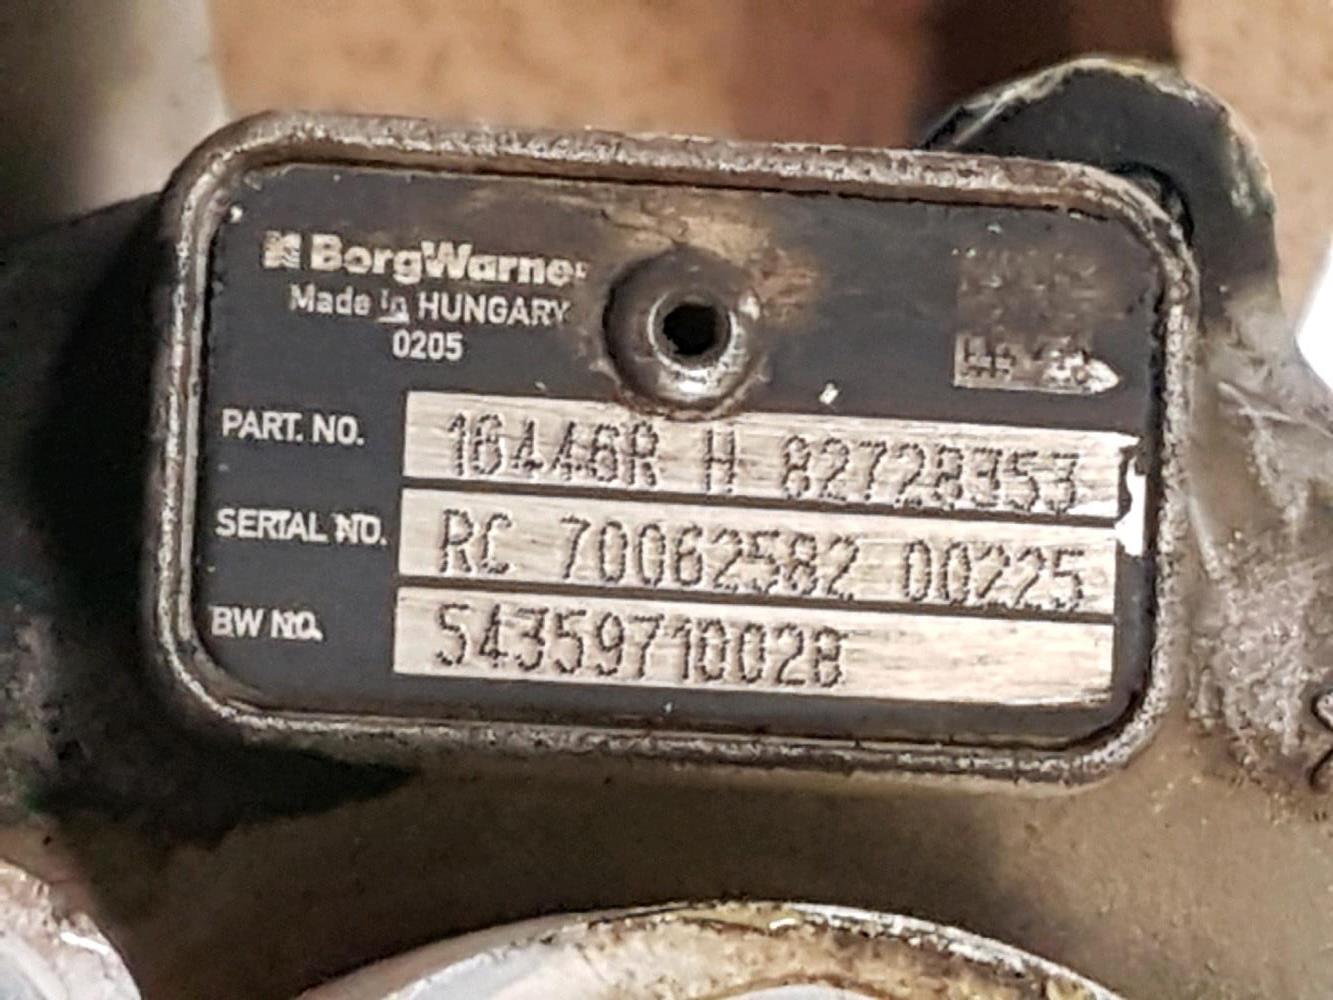 BorgWarner
Made in HUNGARY
0205
PART. NO. 16446R H 82728353
SERIAL NO. RC 70062582 00225
BW NO. 54359710028